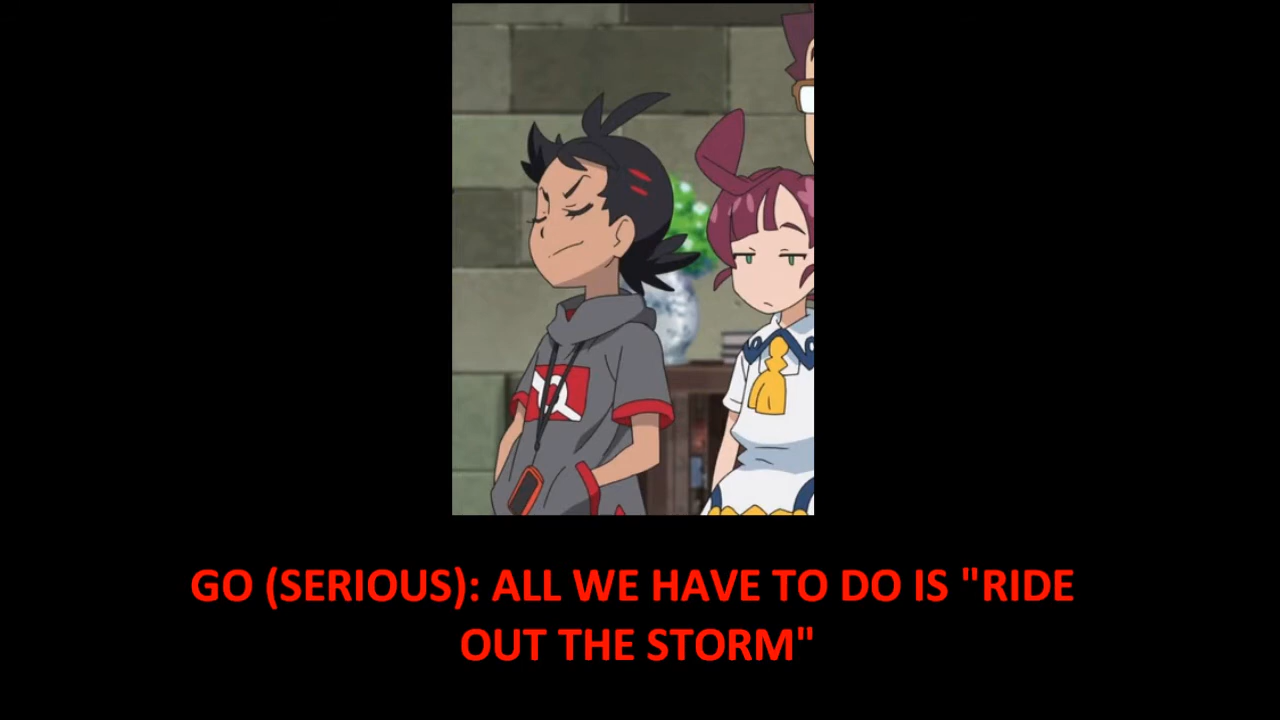 GO (SERIOUS): ALL WE HAVE TO DO IS "RIDE
OUT THE STORM"